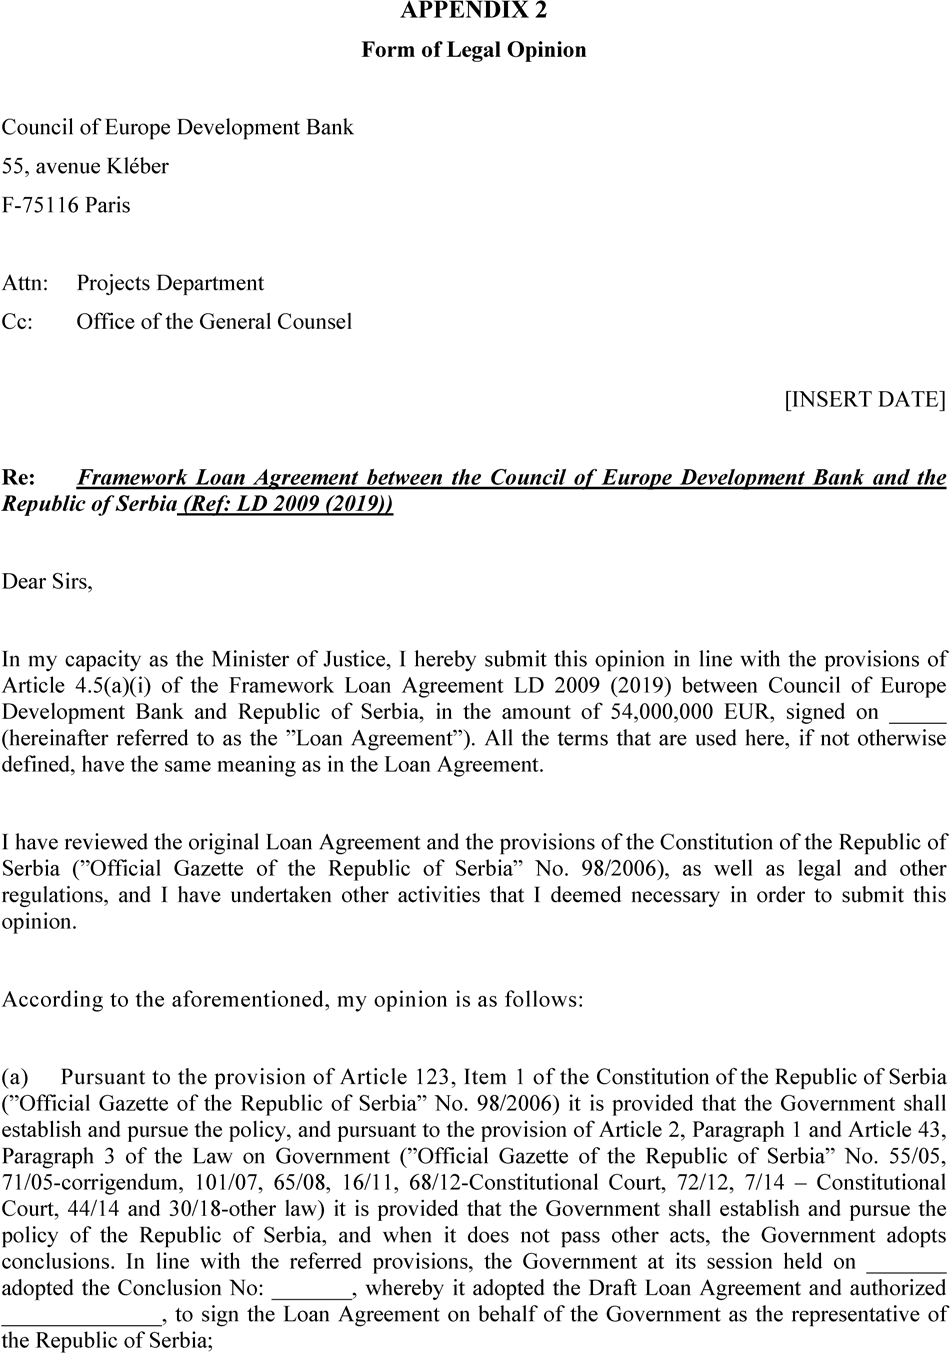 APPENDIX 2
Form of Legal Opinion
Council of Europe Development Bank
55, avenue Kléber
F-75116 Paris
Attn: Projects Department
Cc: Office of the General Counsel
[INSERT DATE]
Re: Framework Loan Agreement between the Council of Europe Development Bank and the
Republic of Serbia (Ref: LD 2009 (2019))
Dear Sirs,
In my capacity as the Minister of Justice, I hereby submit this opinion in line with the provisions of
Article 4.5(a)(i) of the Framework Loan Agreement LD 2009 (2019) between Council of Europe
Development Bank and Republic of Serbia, in the amount of 54,000,000 EUR, signed on _____
(hereinafter referred to as the ”Loan Agreement”). All the terms that are used here, if not otherwise
defined, have the same meaning as in the Loan Agreement.
I have reviewed the original Loan Agreement and the provisions of the Constitution of the Republic of
Serbia (”Official Gazette of the Republic of Serbia” No. 98/2006), as well as legal and other
regulations, and I have undertaken other activities that I deemed necessary in order to submit this
opinion.
According to the aforementioned, my opinion is as follows:
(a) Pursuant to the provision of Article 123, Item 1 of the Constitution of the Republic of Serbia
(”Official Gazette of the Republic of Serbia” No. 98/2006) it is provided that the Government shall
establish and pursue the policy, and pursuant to the provision of Article 2, Paragraph 1 and Article 43,
Paragraph 3 of the Law on Government (”Official Gazette of the Republic of Serbia” No. 55/05,
71/05-corrigendum, 101/07, 65/08, 16/11, 68/12-Constitutional Court, 72/12, 7/14 – Constitutional
Court, 44/14 and 30/18-other law) it is provided that the Government shall establish and pursue the
policy of the Republic of Serbia, and when it does not pass other acts, the Government adopts
conclusions. In line with the referred provisions, the Government at its session held on _______
adopted the Conclusion No: _______, whereby it adopted the Draft Loan Agreement and authorized
______________, to sign the Loan Agreement on behalf of the Government as the representative of
the Republic of Serbia;